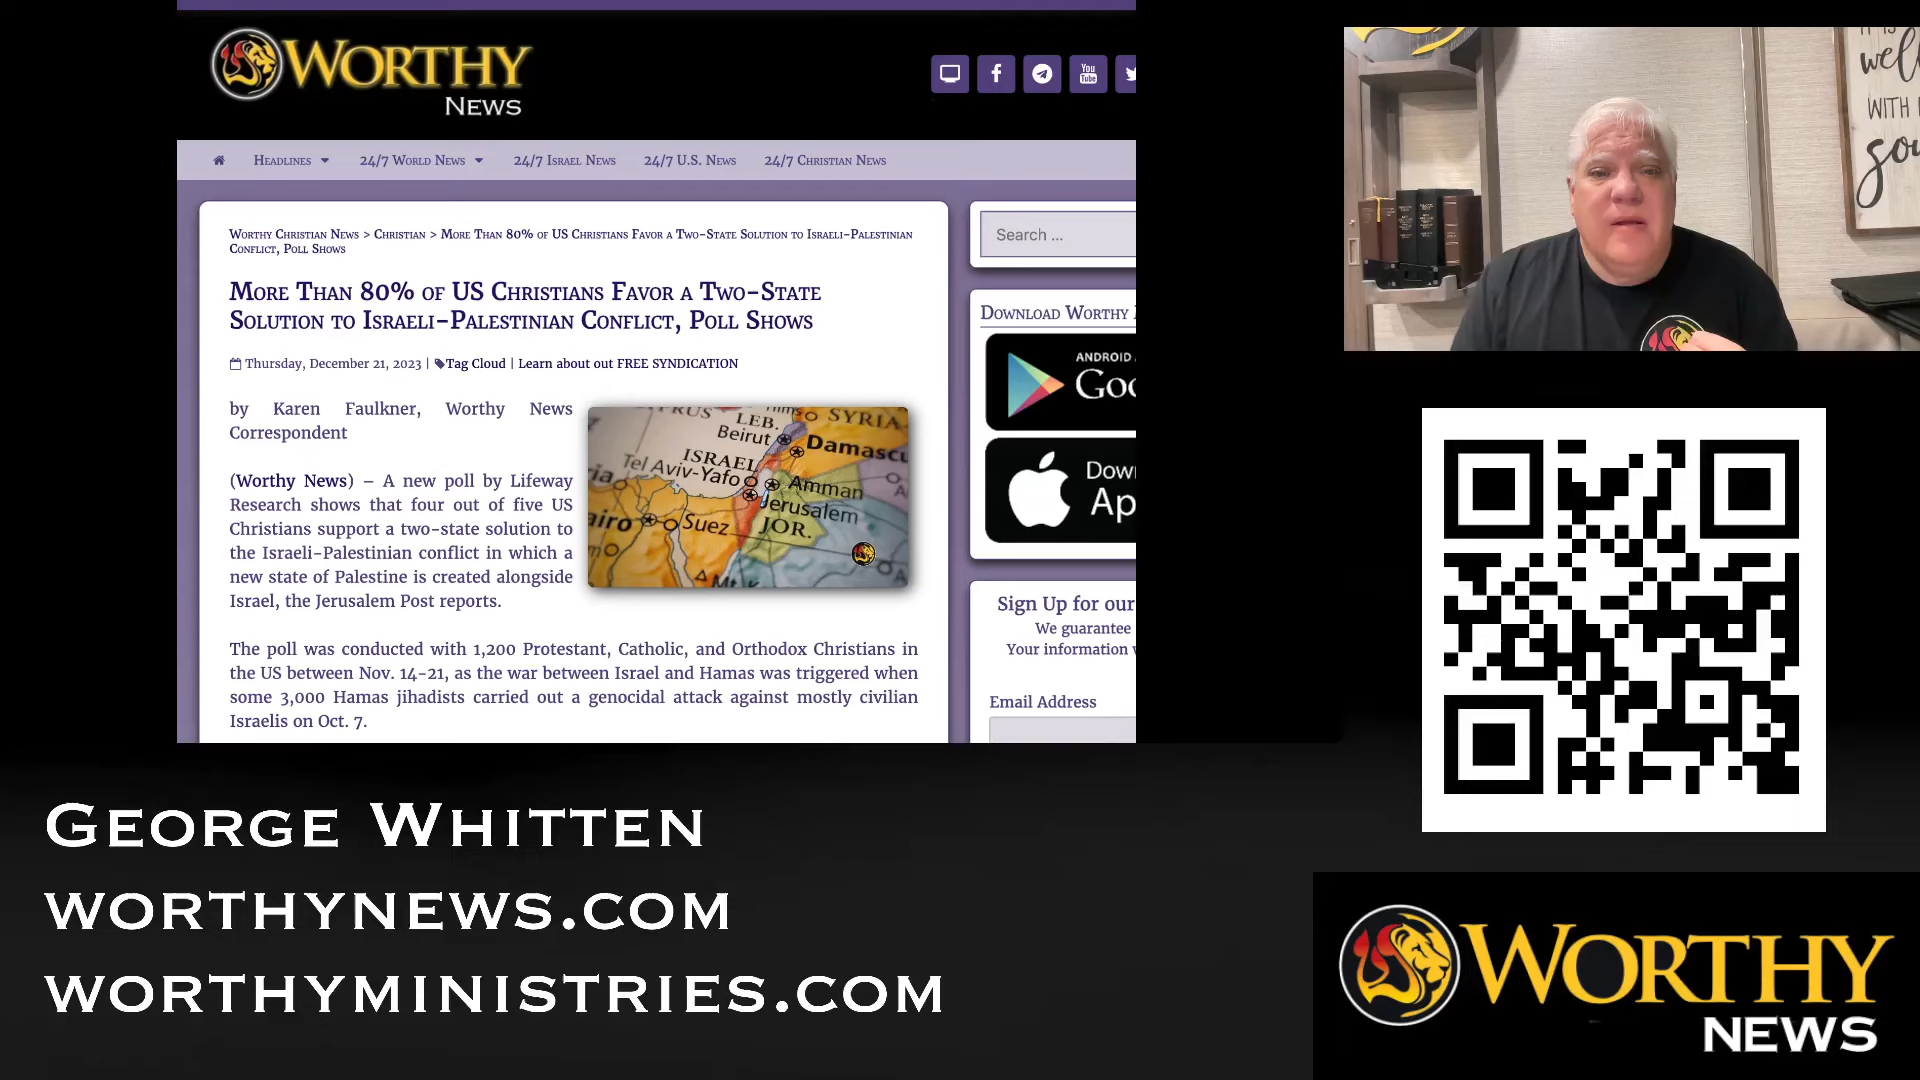 WORTHY
NEWS
You
Tube
Headlines
24/7 World News
24/7 Israel News
24/7 U.S. News
24/7 Christian News
Worthy Christian News > Christian > More Than 80% of US Christians Favor a Two-State Solution to Israeli-Palestinian
Conflict, Poll Shows
More Than 80% of US Christians Favor a Two-State
Solution to Israeli-Palestinian Conflict, Poll Shows
Thursday, December 21, 2023 | Tag Cloud | Learn about out FREE SYNDICATION
by Karen Faulkner, Worthy News
Correspondent
(Worthy News) – A new poll by Lifeway
Research shows that four out of five US
Christians support a two-state solution to
the Israeli-Palestinian conflict in which a
new state of Palestine is created alongside
Israel, the Jerusalem Post reports.
SYRIA
LEB.
Beirut
Damascu
ISRAEL
Tel Aviv-Yafo
Amman
Jerusalem
airo
Suez
JOR.
The poll was conducted with 1,200 Protestant, Catholic, and Orthodox Christians in
the US between Nov. 14-21, as the war between Israel and Hamas was triggered when
some 3,000 Hamas jihadists carried out a genocidal attack against mostly civilian
Israelis on Oct. 7.
Search ...
Download Worthy
ANDROID
Goo
Down
Ap
Sign Up for our
We guarantee
Your information
Email Address
well
WITH
sou
George Whitten
worthynews.com
worthyministries.com
WORTHY
NEWS